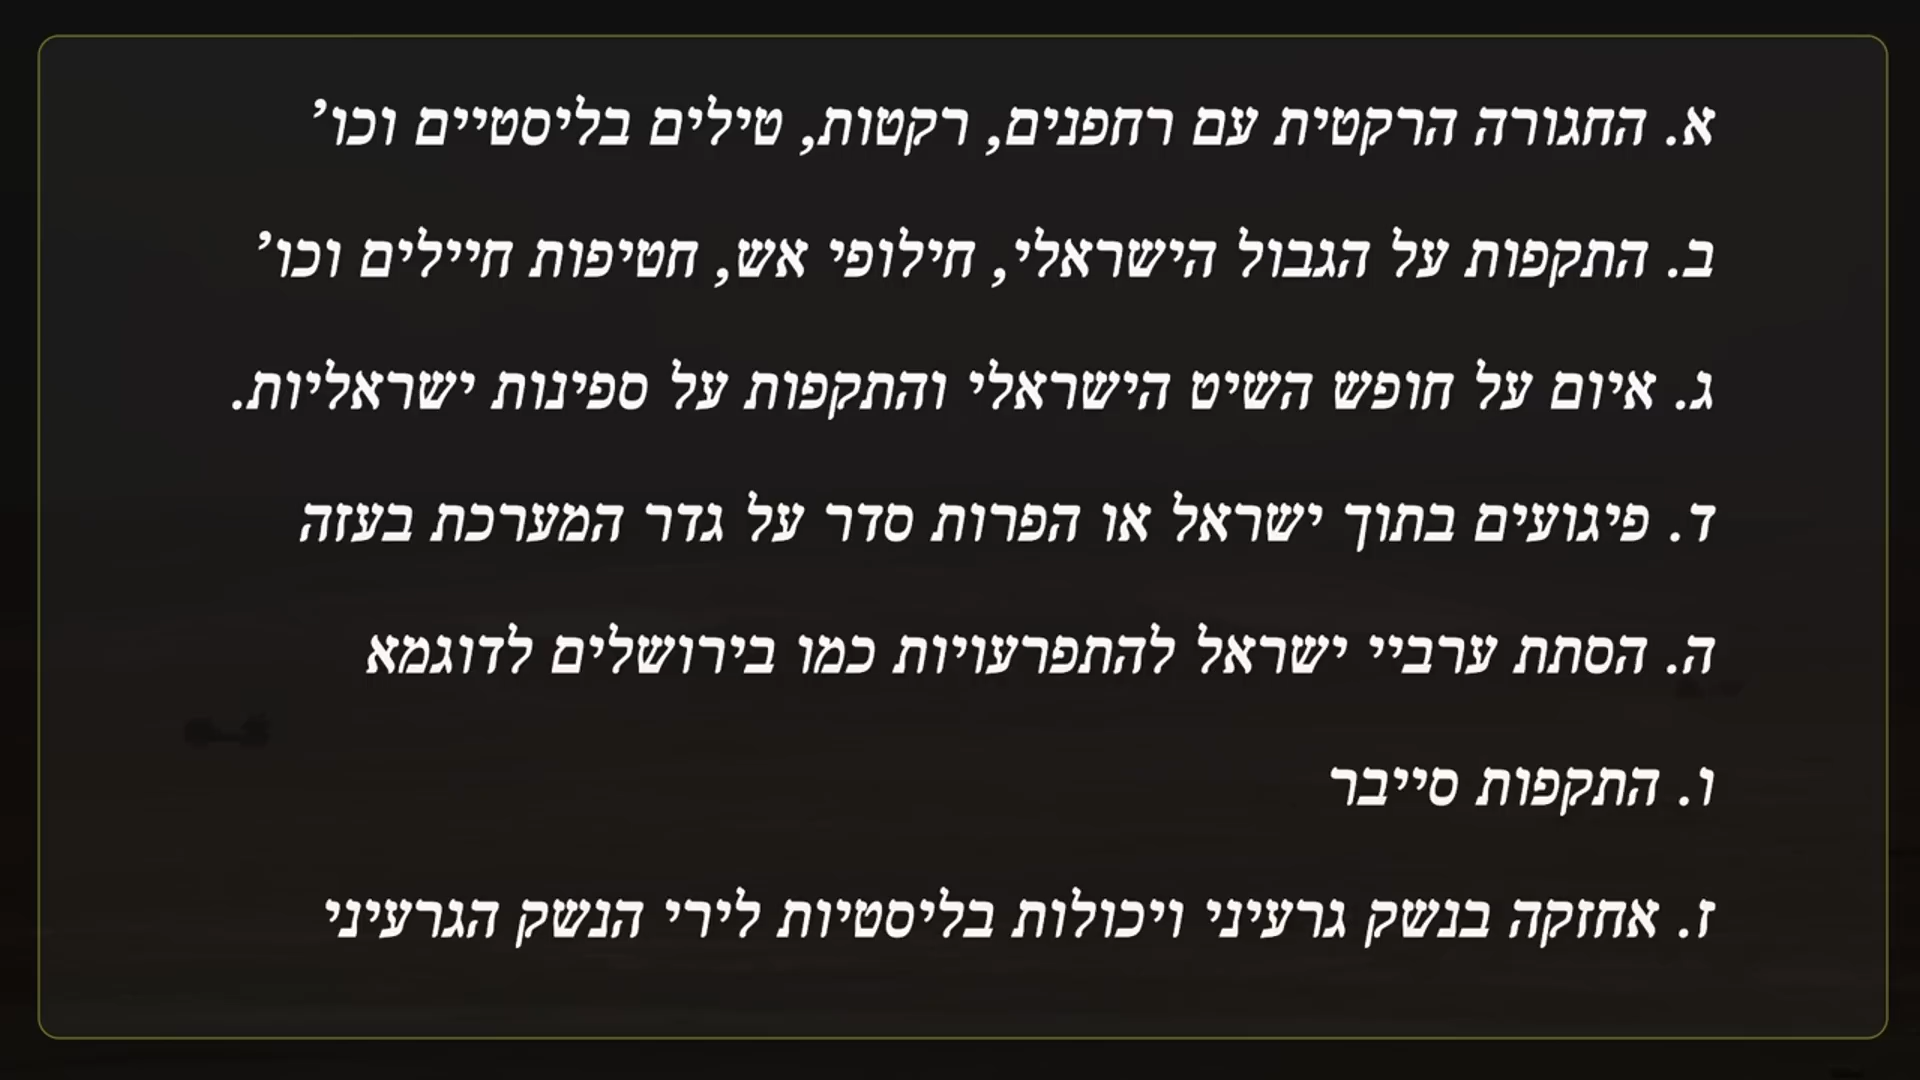 א. החגורה הרקטית עם רחפנים, רקטות, טילים בליסטיים וכו’
ב. התקפות על הגבול הישראלי, חילופי אש, חטיפות חיילים וכו’
ג. איום על חופש השיט הישראלי והתקפות על ספינות ישראליות.
ד. פיגועים בתוך ישראל או הפרות סדר על גדר המערכת בעזה
ה. הסתת ערביי ישראל להתפרעויות כמו בירושלים לדוגמא
ו. התקפות סייבר
ז. אחזקה בנשק גרעיני ויכולות בליסטיות לירי הנשק הגרעיני